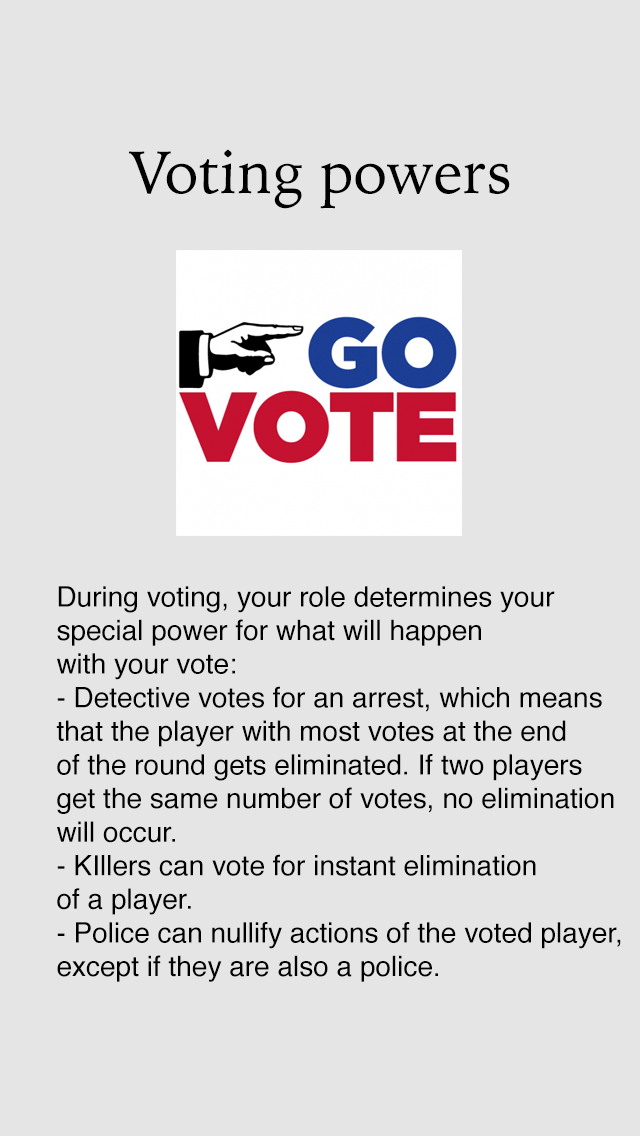 Voting powers
GO
VOTE
During voting, your role determines your
special power for what will happen
with your vote:
- Detective votes for an arrest, which means
that the player with most votes at the end
of the round gets eliminated. If two players
get the same number of votes, no elimination
will occur.
- KIllers can vote for instant elimination
of a player.
- Police can nullify actions of the voted player,
except if they are also a police.